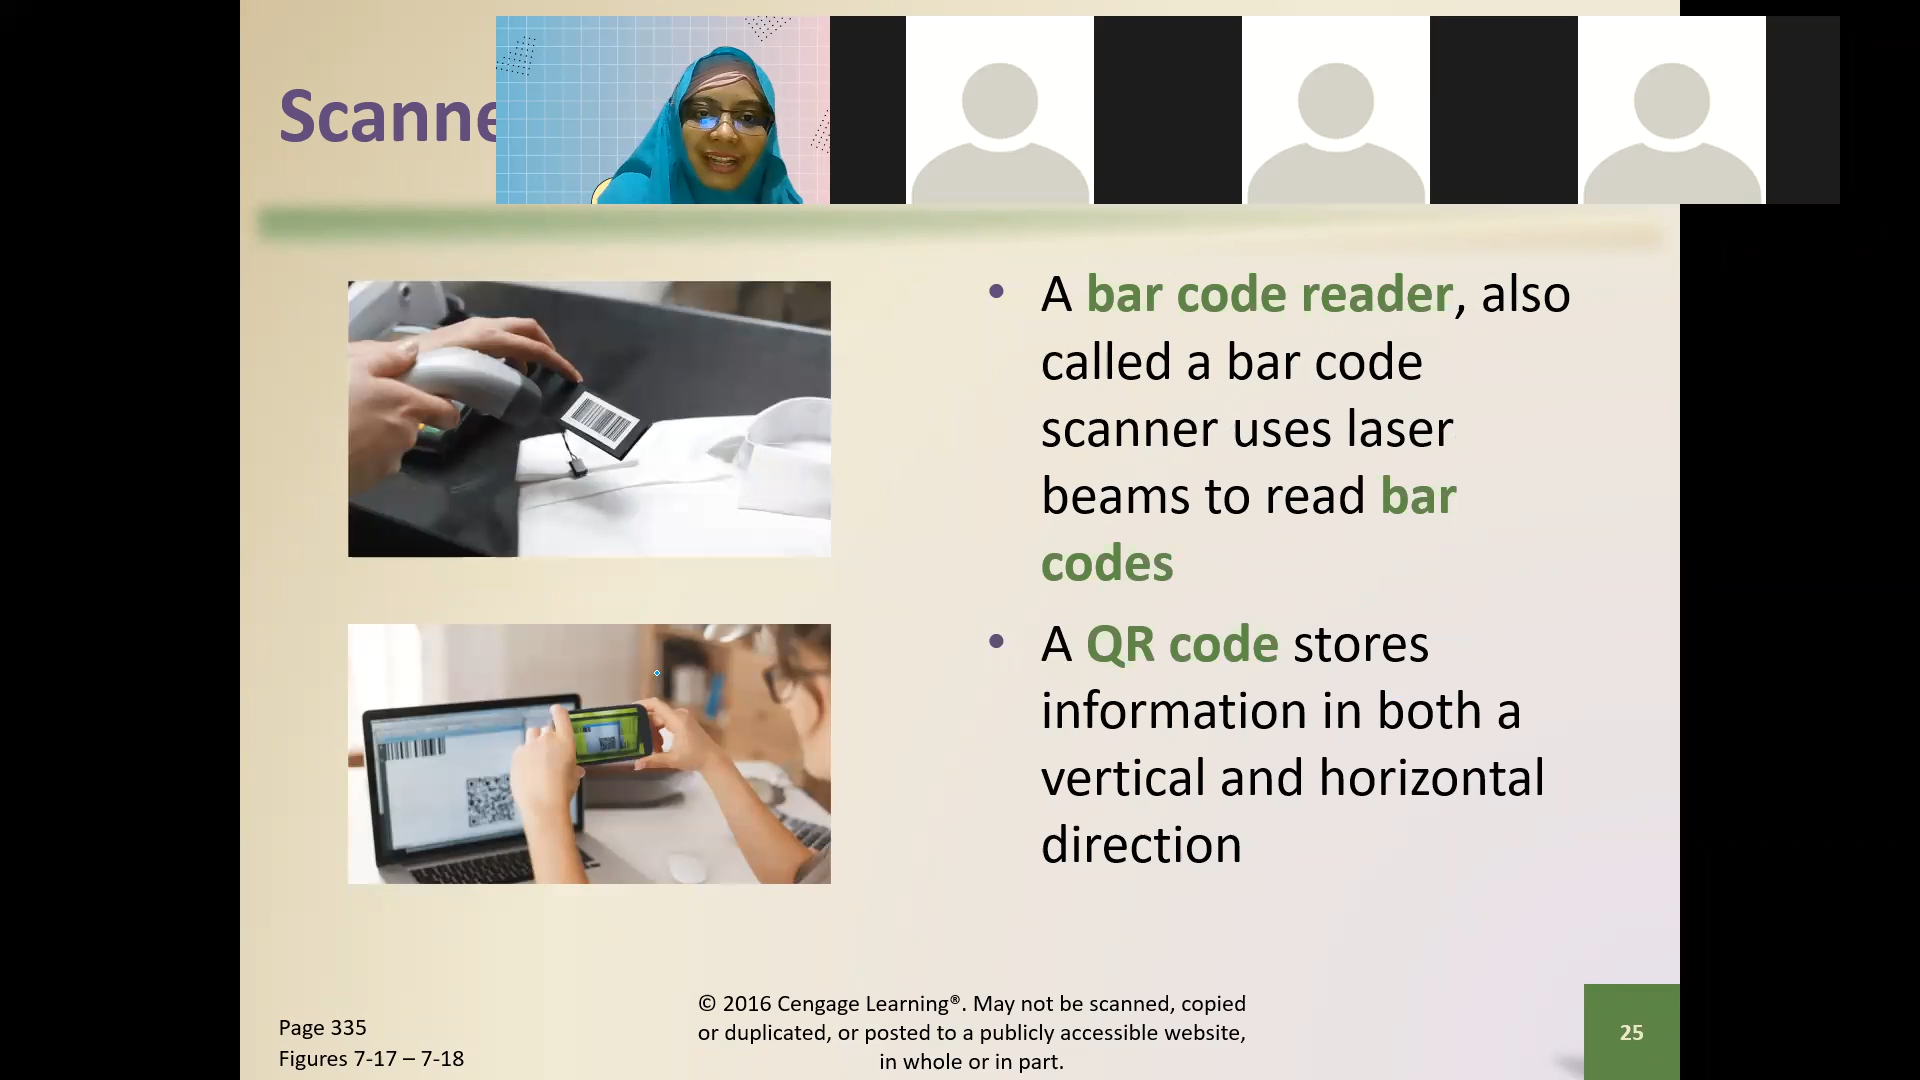 Scanne
A bar code reader, also
called a bar code
scanner uses laser
beams to read bar
codes
A QR code stores
information in both a
vertical and horizontal
direction
Page 335
Figures 7-17 – 7-18
© 2016 Cengage Learning®. May not be scanned, copied
or duplicated, or posted to a publicly accessible website,
in whole or in part.
25